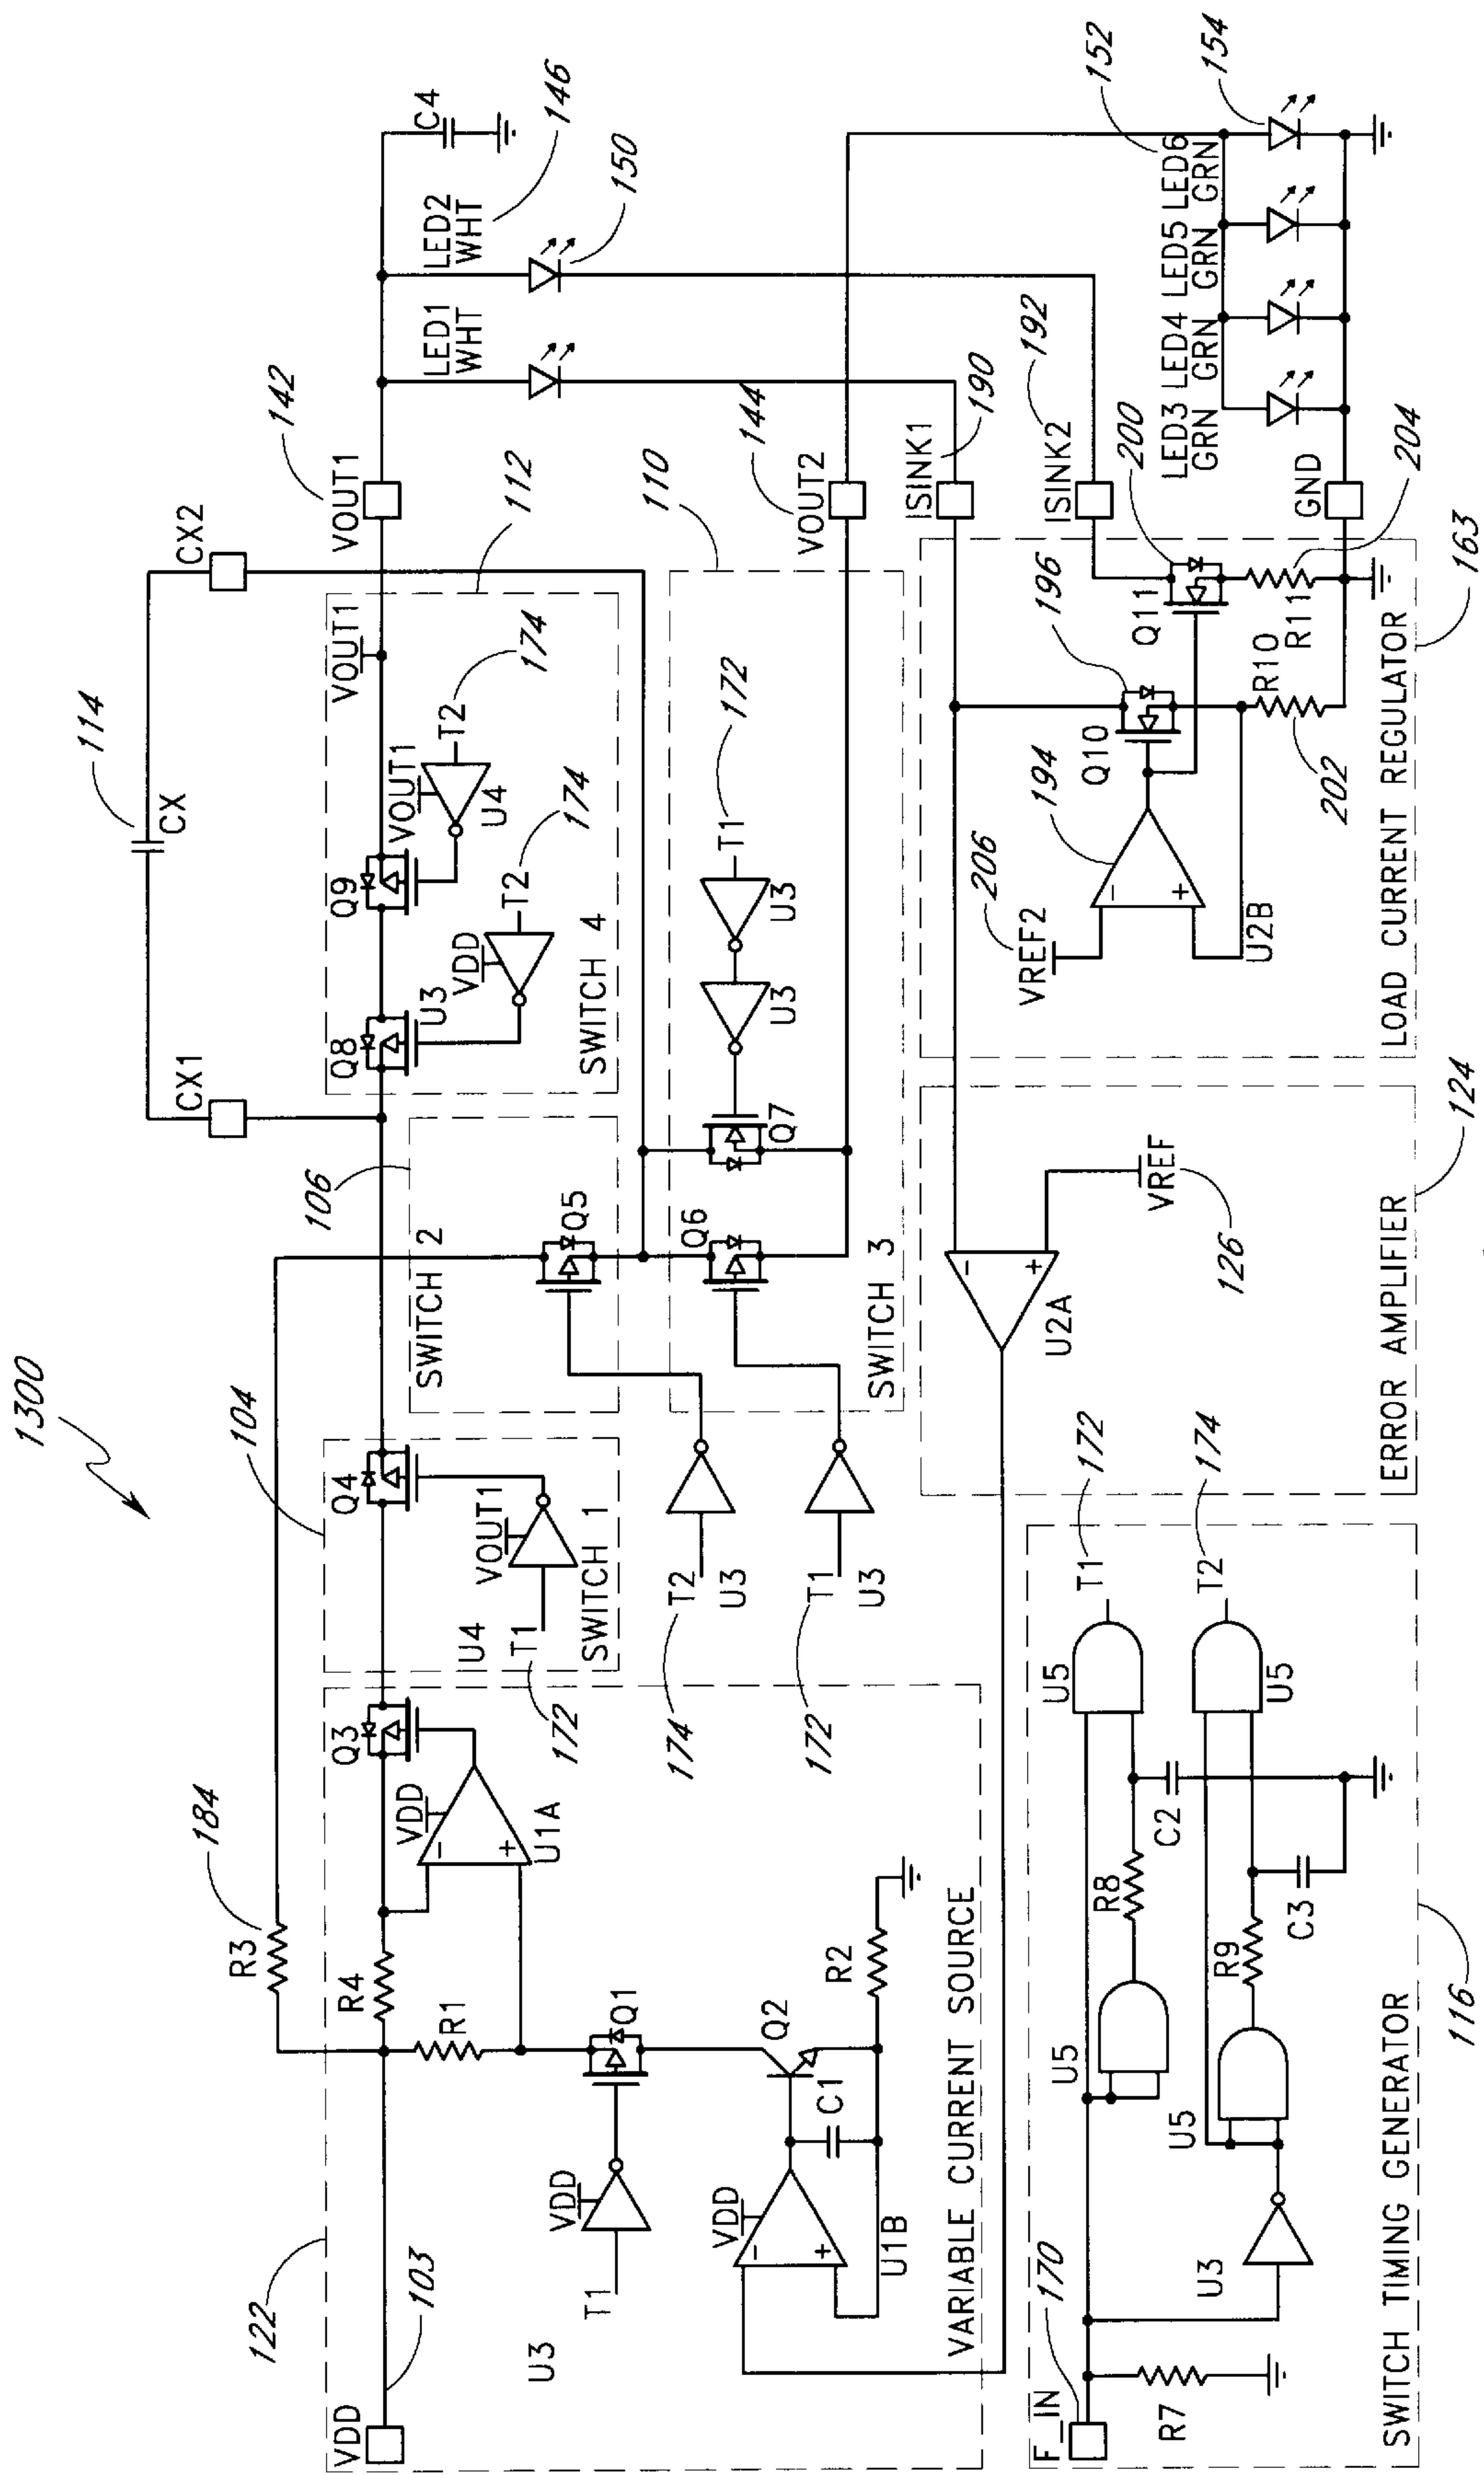 1300
114
CX
CX1
CX2
184
R3
104
106
112
142
VOUT1
C4
LED1
WHT
LED2
WHT
146
150
122
VDD
103
R4
R1
Q3
VDD
U1A
172
Q4
VOUT1
U4
T1
SWITCH 1
SWITCH 2
Q5
Q8
U3
VDD
T2
174
SWITCH 4
Q9
VOUT1
U4
T2
174
VOUT1
110
T2
U3
174
T1
U3
172
Q6
Q7
U3
U3
T1
172
SWITCH 3
144
VOUT2
U3
T1
VDD
Q1
Q2
C1
VDD
U1B
R2
VARIABLE CURRENT SOURCE
U2A
VREF
126
ERROR AMPLIFIER
124
VREF2
206
U2B
194
Q10
196
R10
202
Q11
200
R11
204
LOAD CURRENT REGULATOR
163
ISINK1
190
ISINK2
192
GND
LED3
GRN
LED4
GRN
LED5
GRN
LED6
GRN
152
154
F_IN
170
R7
U3
U5
U5
R8
R9
C2
C3
U5
U5
T1
172
T2
174
SWITCH TIMING GENERATOR
116